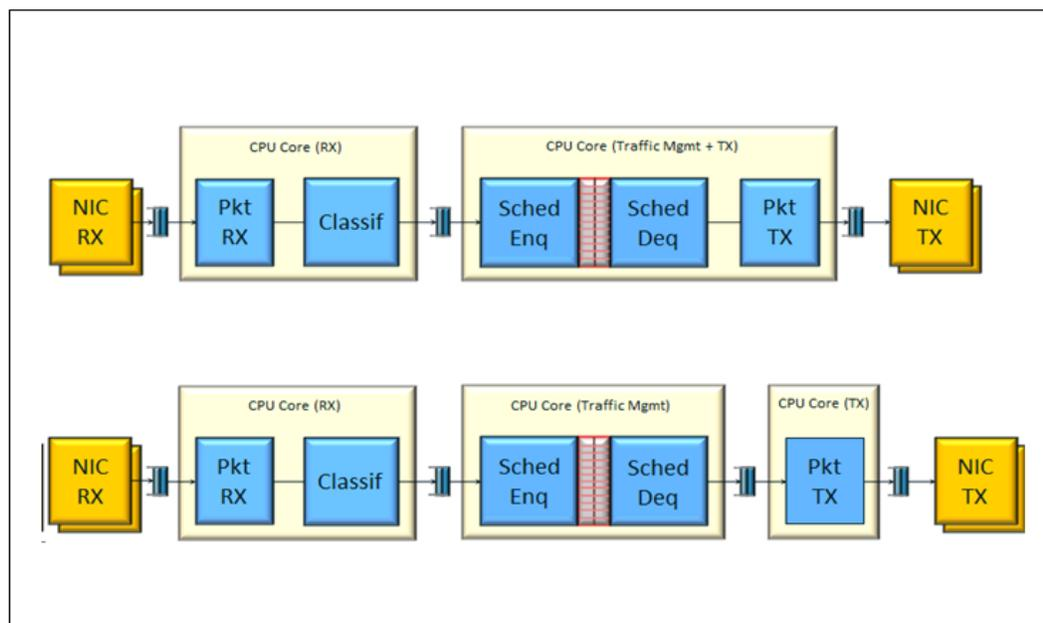 CPU Core (RX)
CPU Core (Traffic Mgmt + TX)
NIC
RX
Pkt
RX
Classif
Sched
Enq
Sched
Deq
Pkt
TX
NIC
TX
CPU Core (RX)
CPU Core (Traffic Mgmt)
CPU Core (TX)
NIC
RX
Pkt
RX
Classif
Sched
Enq
Sched
Deq
Pkt
TX
NIC
TX